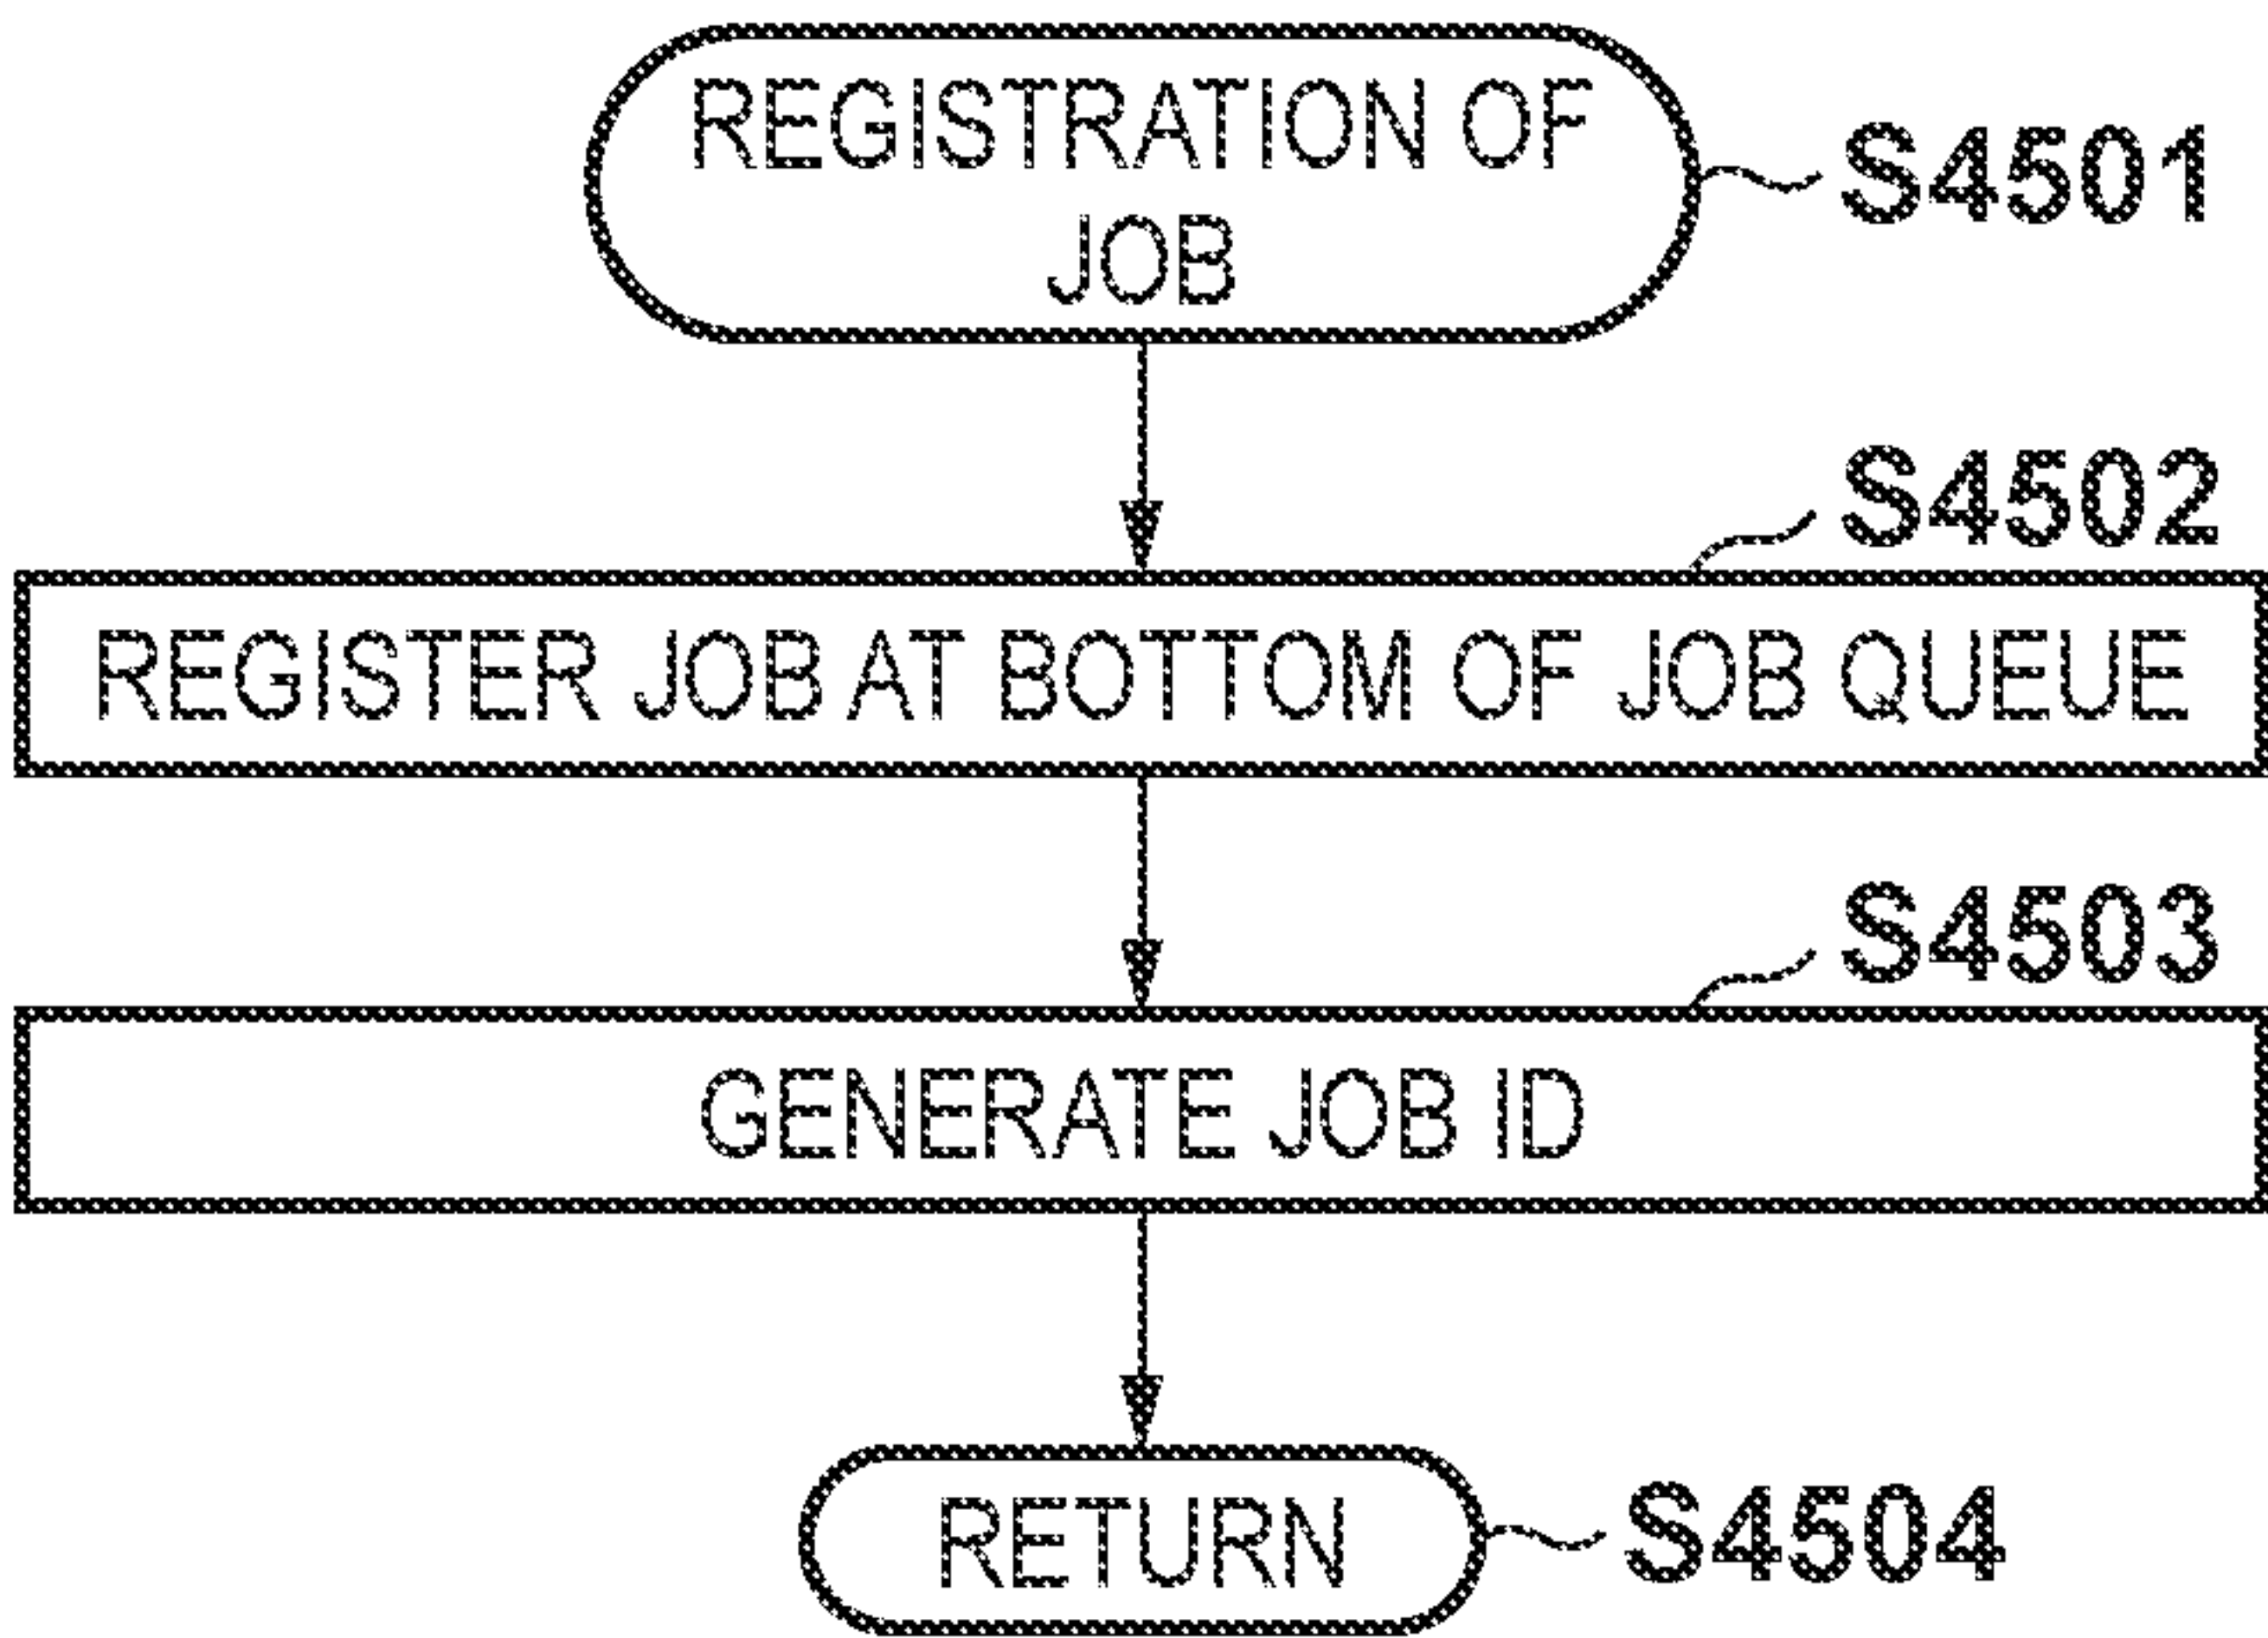 REGISTRATION OF
JOB
S4501
S4502
REGISTER JOB AT BOTTOM OF JOB QUEUE
S4503
GENERATE JOB ID
RETURN
S4504